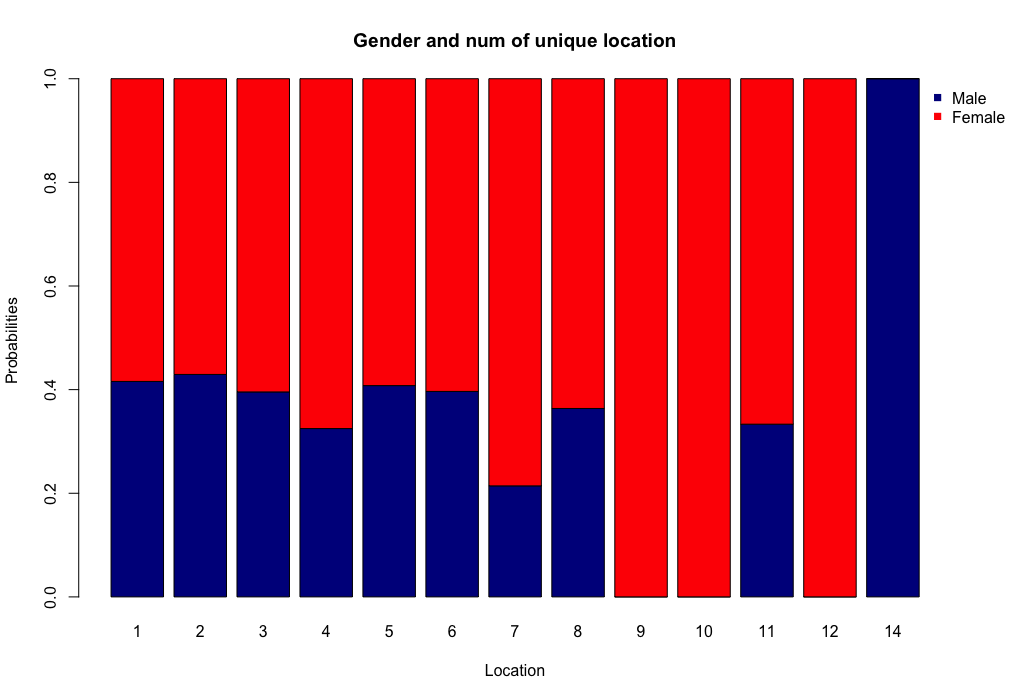 Gender and num of unique location
Male
Female
Probabilities
1.0
0.8
0.6
0.4
0.2
0.0
1 2 3 4 5 6 7 8 9 10 11 12 14
Location